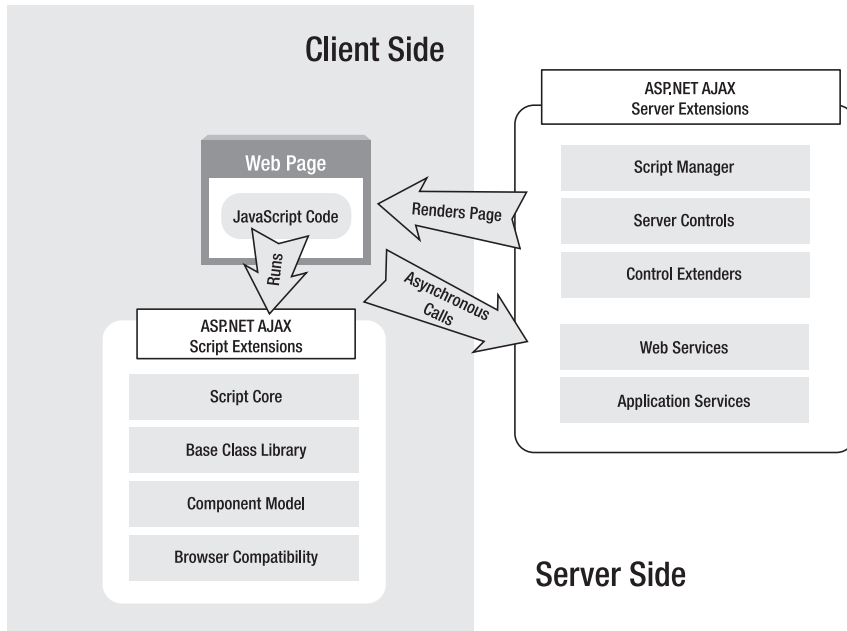 Client Side
ASP.NET AJAX
Server Extensions
Web Page
Script Manager
JavaScript Code
Renders Page
Server Controls
Runs
Asynchronous
Calls
Control Extenders
ASP.NET AJAX
Script Extensions
Web Services
Script Core
Application Services
Base Class Library
Component Model
Browser Compatibility
Server Side